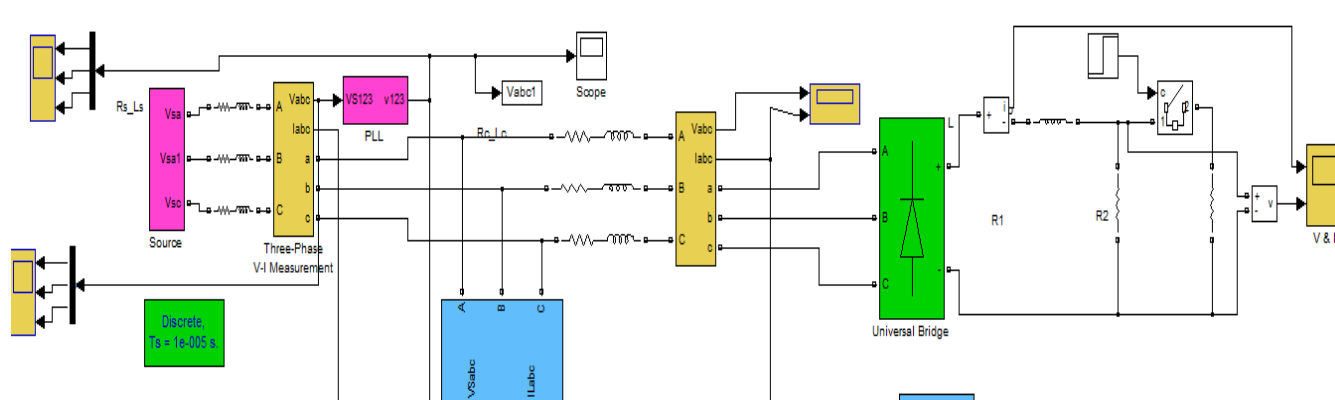 Rs_Ls
Vsa
Vsa1
Vsc
Source
A
B
C
Vabc
Iabc
a
b
c
Three-Phase
V-I Measurement
VS123 v123
PLL
Vabc1
Scope
Rc_Lc
A
B
C
Vabc
Iabc
a
b
c
A
B
C
+
-
Universal Bridge
L
i
+
-
c
1
2
R1
R2
+
-
v
V &
Discrete,
Ts = 1e-005 s.
A
B
C
VSabc
ILabc